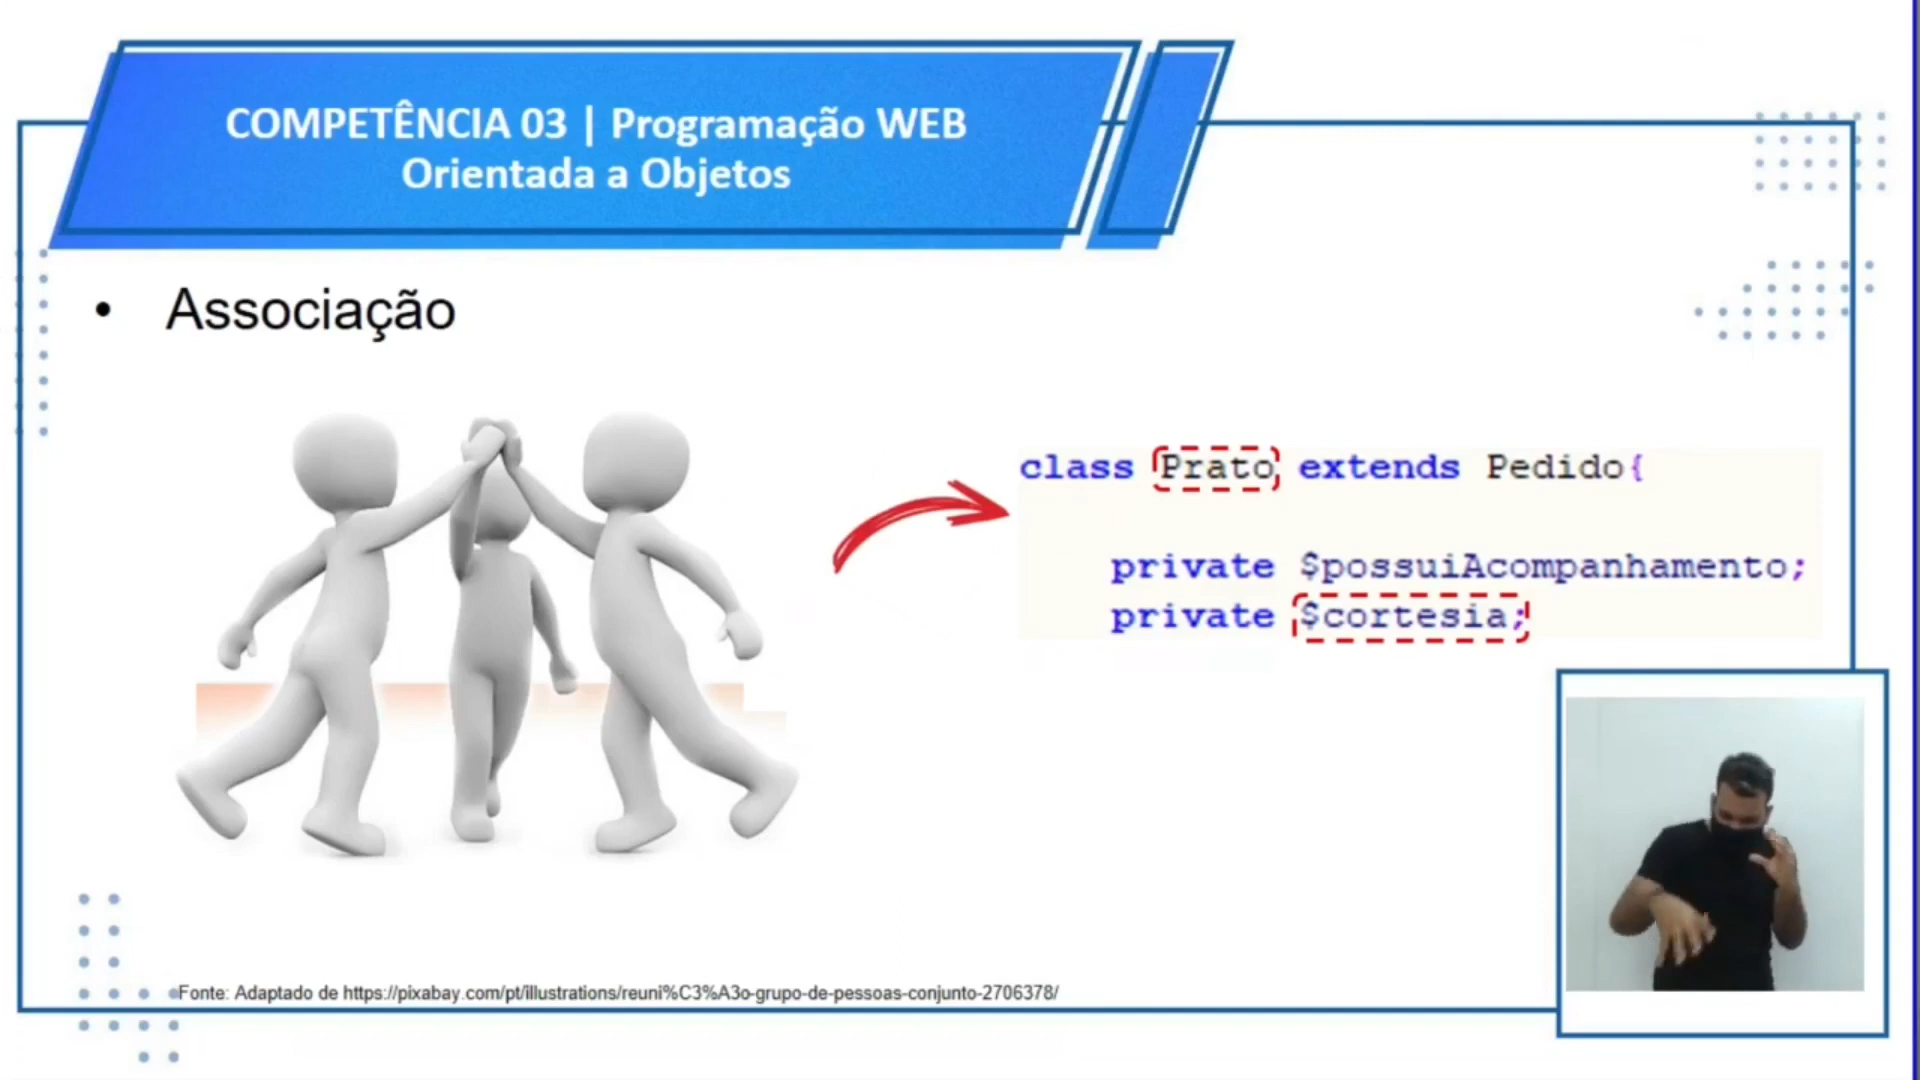 COMPETÊNCIA 03 | Programação WEB
Orientada a Objetos
• Associação
class Prato extends Pedido{
private $possuiAcompanhamento;
private $cortesia;
Fonte: Adaptado de https://pixabay.com/pt/illustrations/reuni%C3%A3o-grupo-de-pessoas-conjunto-2706378/